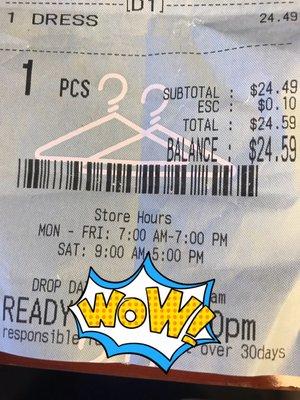 [D1]
1 DRESS 24.49
1 PCS
SUBTOTAL : $24.49
ESC : $0.10
TOTAL : $24.59
BALANCE : $24.59
Store Hours
MON - FRI: 7:00 AM-7:00 PM
SAT: 9:00 AM-5:00 PM
DROP am
READY 0pm
WOW!
responsible over 30days